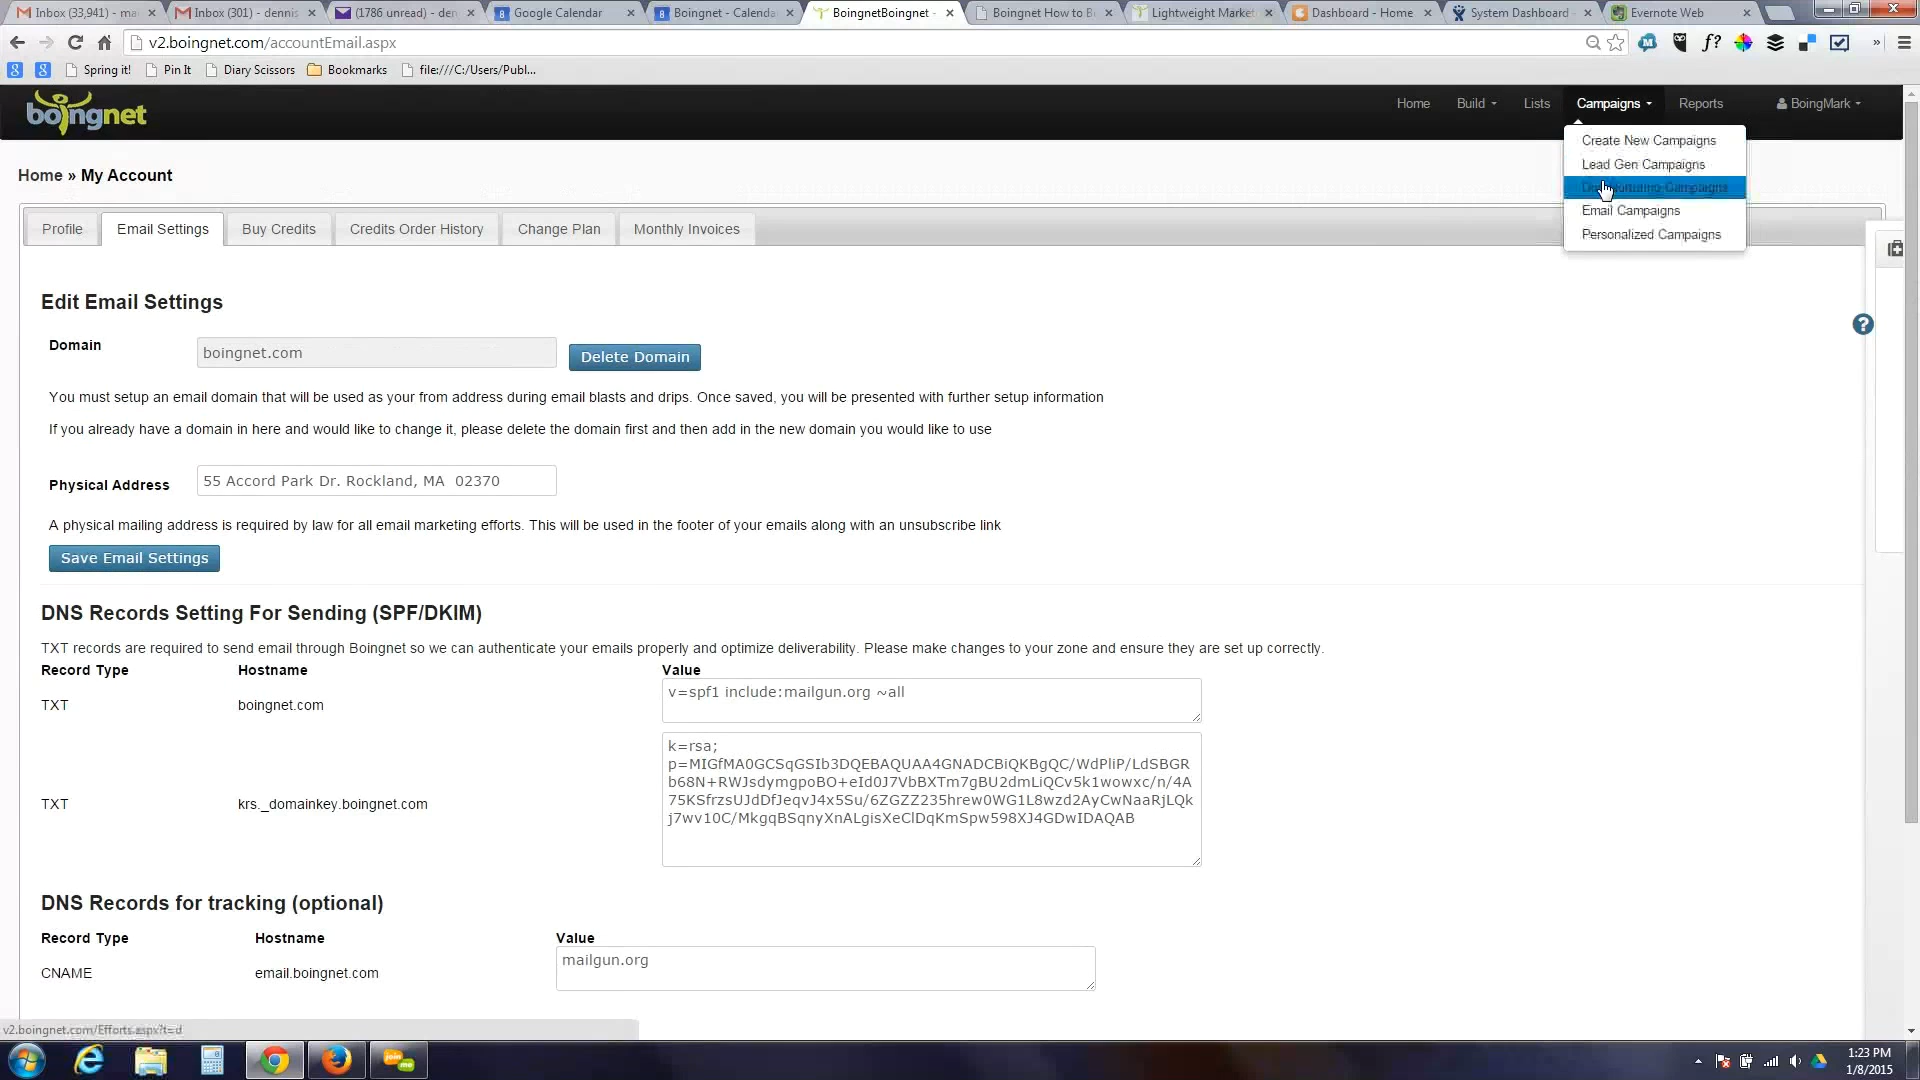 Inbox (33,941) - ma
Inbox (301) - dennis
(1786 unread) - den
Google Calendar
Boingnet - Calenda
BoingnetBoingnet -
Boingnet How to B
Lightweight Market
Dashboard - Home
System Dashboard -
Evernote Web
v2.boingnet.com/accountEmail.aspx
Spring it!
Pin It
Diary Scissors
Bookmarks
file:///C:/Users/Publ...
boingnet
Home
Build
Lists
Campaigns
Reports
BoingMark
Create New Campaigns
Lead Gen Campaigns
Campaigns
Email Campaigns
Personalized Campaigns
Home » My Account
Profile
Email Settings
Buy Credits
Credits Order History
Change Plan
Monthly Invoices
Edit Email Settings
Domain
boingnet.com
Delete Domain
You must setup an email domain that will be used as your from address during email blasts and drips. Once saved, you will be presented with further setup information
If you already have a domain in here and would like to change it, please delete the domain first and then add in the new domain you would like to use
Physical Address
55 Accord Park Dr. Rockland, MA 02370
A physical mailing address is required by law for all email marketing efforts. This will be used in the footer of your emails along with an unsubscribe link
Save Email Settings
DNS Records Setting For Sending (SPF/DKIM)
TXT records are required to send email through Boingnet so we can authenticate your emails properly and optimize deliverability. Please make changes to your zone and ensure they are set up correctly.
Record Type Hostname Value
TXT boingnet.com v=spf1 include:mailgun.org ~all
TXT krs._domainkey.boingnet.com
k=rsa;
p=MIGfMA0GCSqGSIb3DQEBAQUAA4GNADCBiQKBgQC/WdPliP/LdSBGR
b68N+RWJsdymgpoBO+eId0J7VbBXTm7gBU2dmLiQCv5k1wowxc/n/4A
75KSfrzsUJdDfJeqvJ4x5Su/6ZGZZ235hrew0WG1L8wzd2AyCwNaaRjLQk
j7wv10C/MkgqBSqnyXnALgisXeClDqKmSpw598XJ4GDwIDAQAB
DNS Records for tracking (optional)
Record Type Hostname Value
CNAME email.boingnet.com mailgun.org
v2.boingnet.com/Efforts.aspx?t=d
1:23 PM
1/8/2015